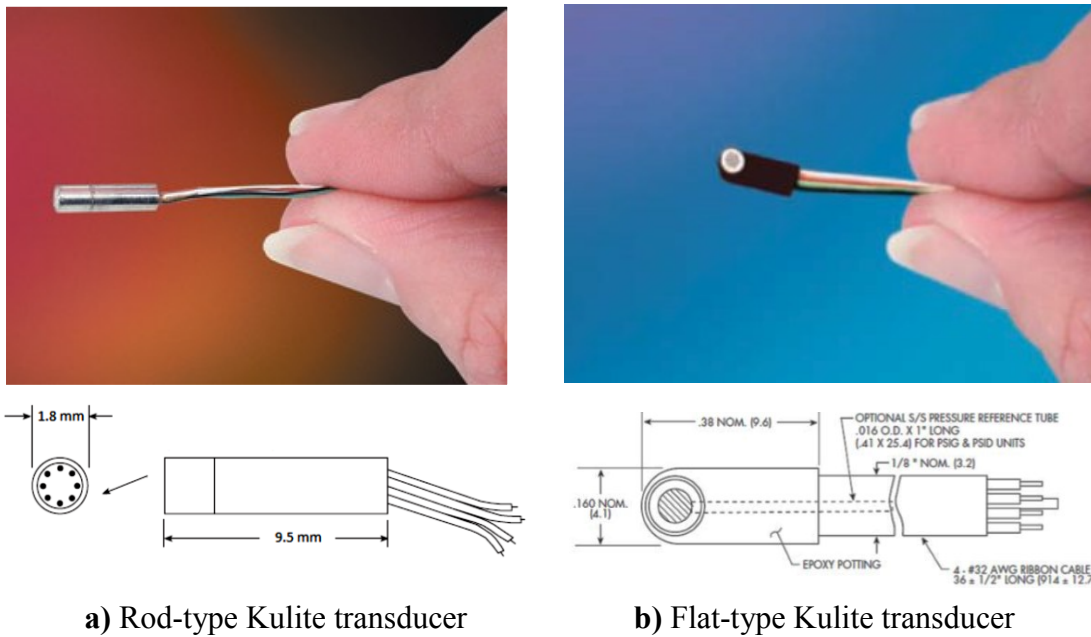 1.8 mm
9.5 mm
.38 NOM. (9.6)
OPTIONAL S/S PRESSURE REFERENCE TUBE
.016 O.D. X 1" LONG
(.41 X 25.4) FOR PSIG & PSID UNITS
1/8 " NOM. (3.2)
.160 NOM.
(4.1)
EPOXY POTTING
4 - #32 AWG RIBBON CABLE
36 ± 1/2" LONG (914 ± 12.7
a) Rod-type Kulite transducer
b) Flat-type Kulite transducer